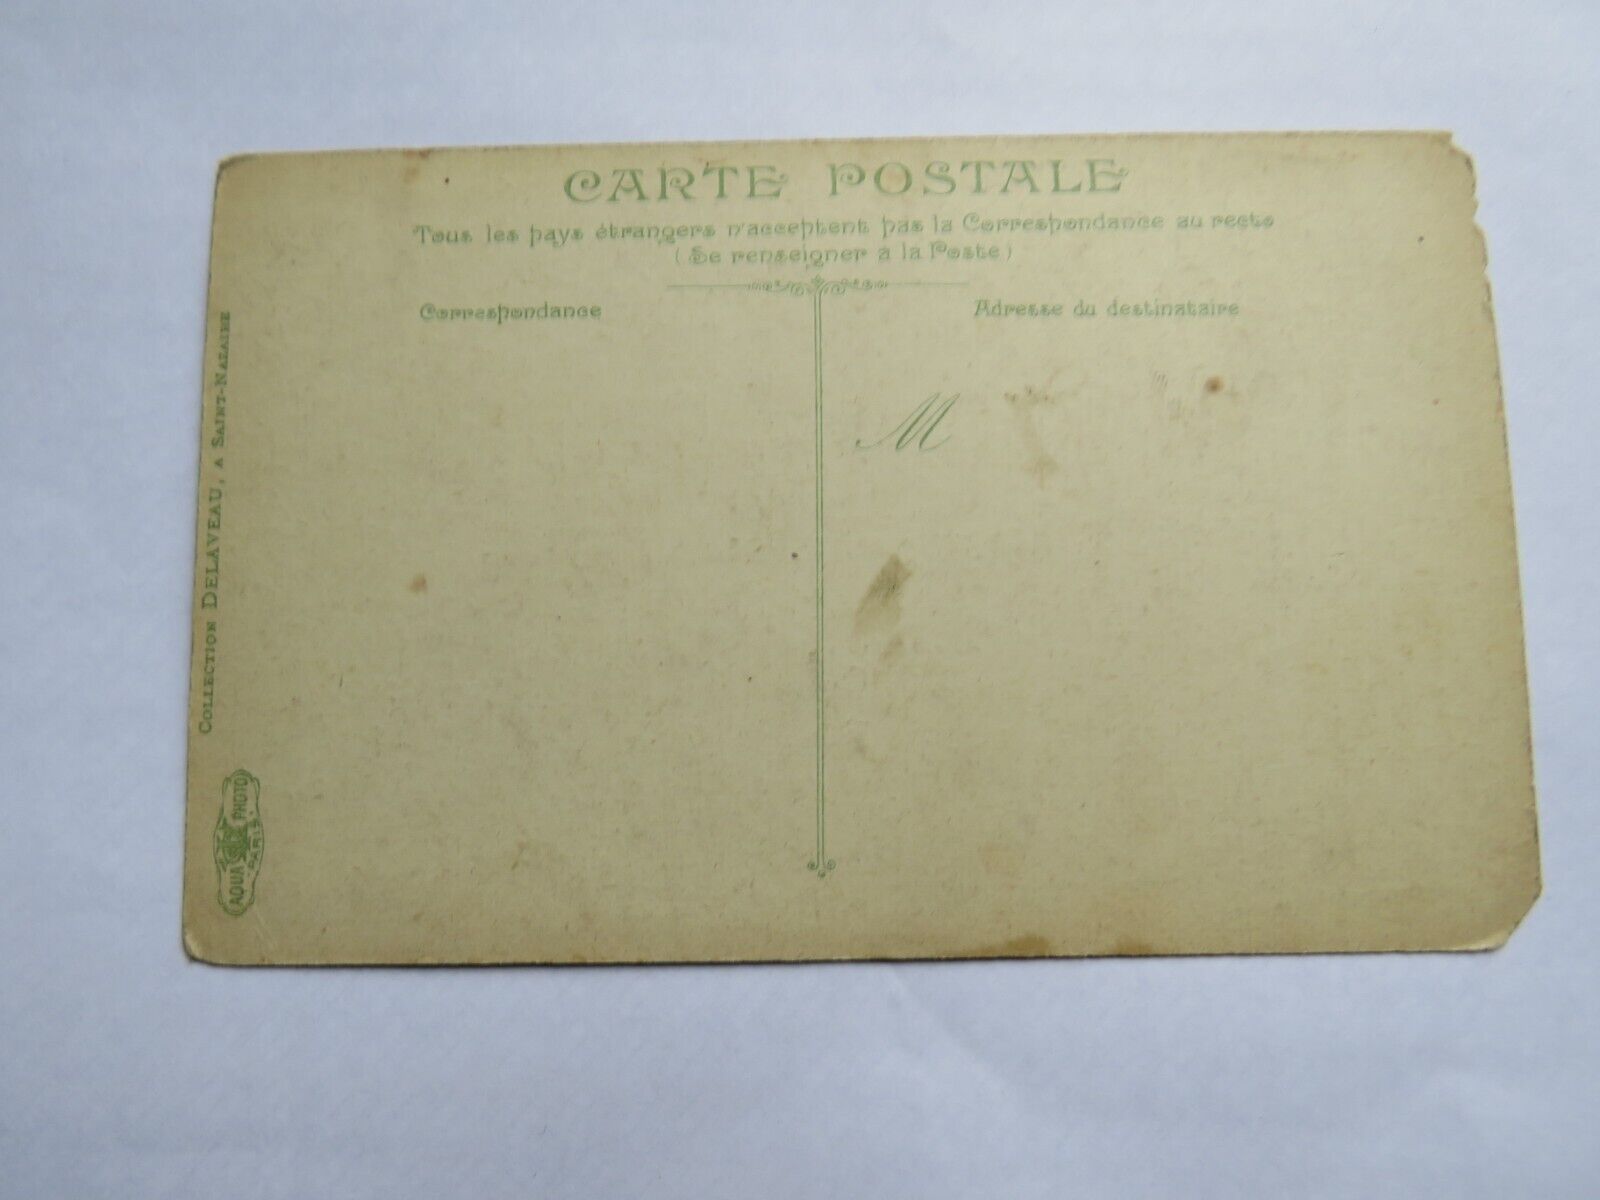 CARTE POSTALE
Tous les pays étrangers n'acceptent pas la Correspondance au recto
(Se renseigner à la Poste)
Correspondance
Adresse du destinataire
M
COLLECTION DELAVEAU, A SAINT-NAZAIRE
AQUA PHOTO
PARIS